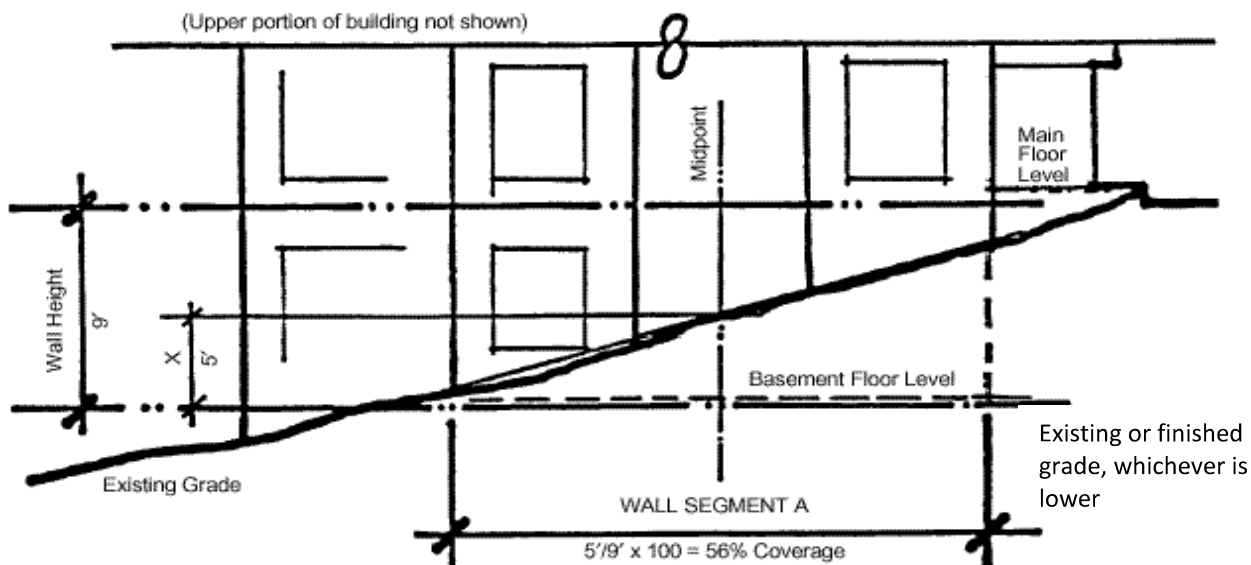 (Upper portion of building not shown)
8
Midpoint
Main
Floor
Level
Wall Height
9'
X
5'
Basement Floor Level
Existing or finished
grade, whichever is
lower
Existing Grade
WALL SEGMENT A
5'/9' x 100 = 56% Coverage